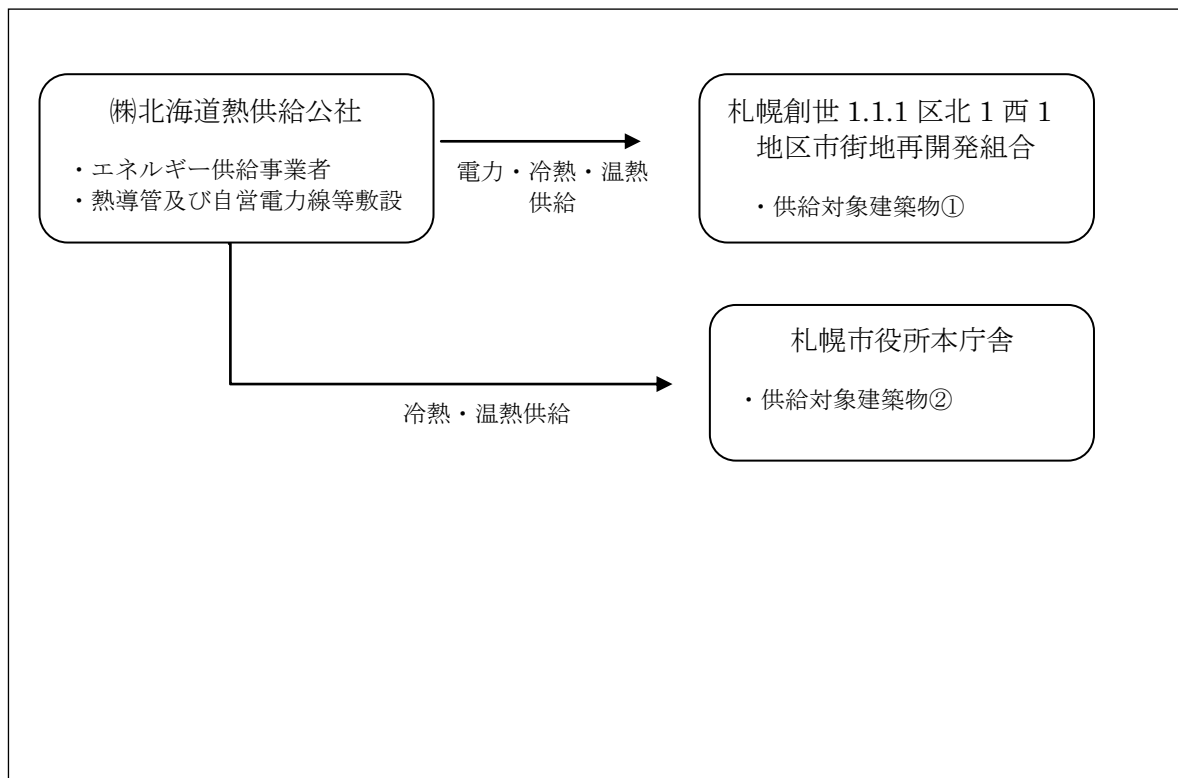 ㈱北海道熱供給公社
・エネルギー供給事業者
・熱導管及び自営電力線等敷設
電力・冷熱・温熱
供給
札幌創世 1.1.1 区北 1 西 1
地区市街地再開発組合
・供給対象建築物①
冷熱・温熱供給
札幌市役所本庁舎
・供給対象建築物②